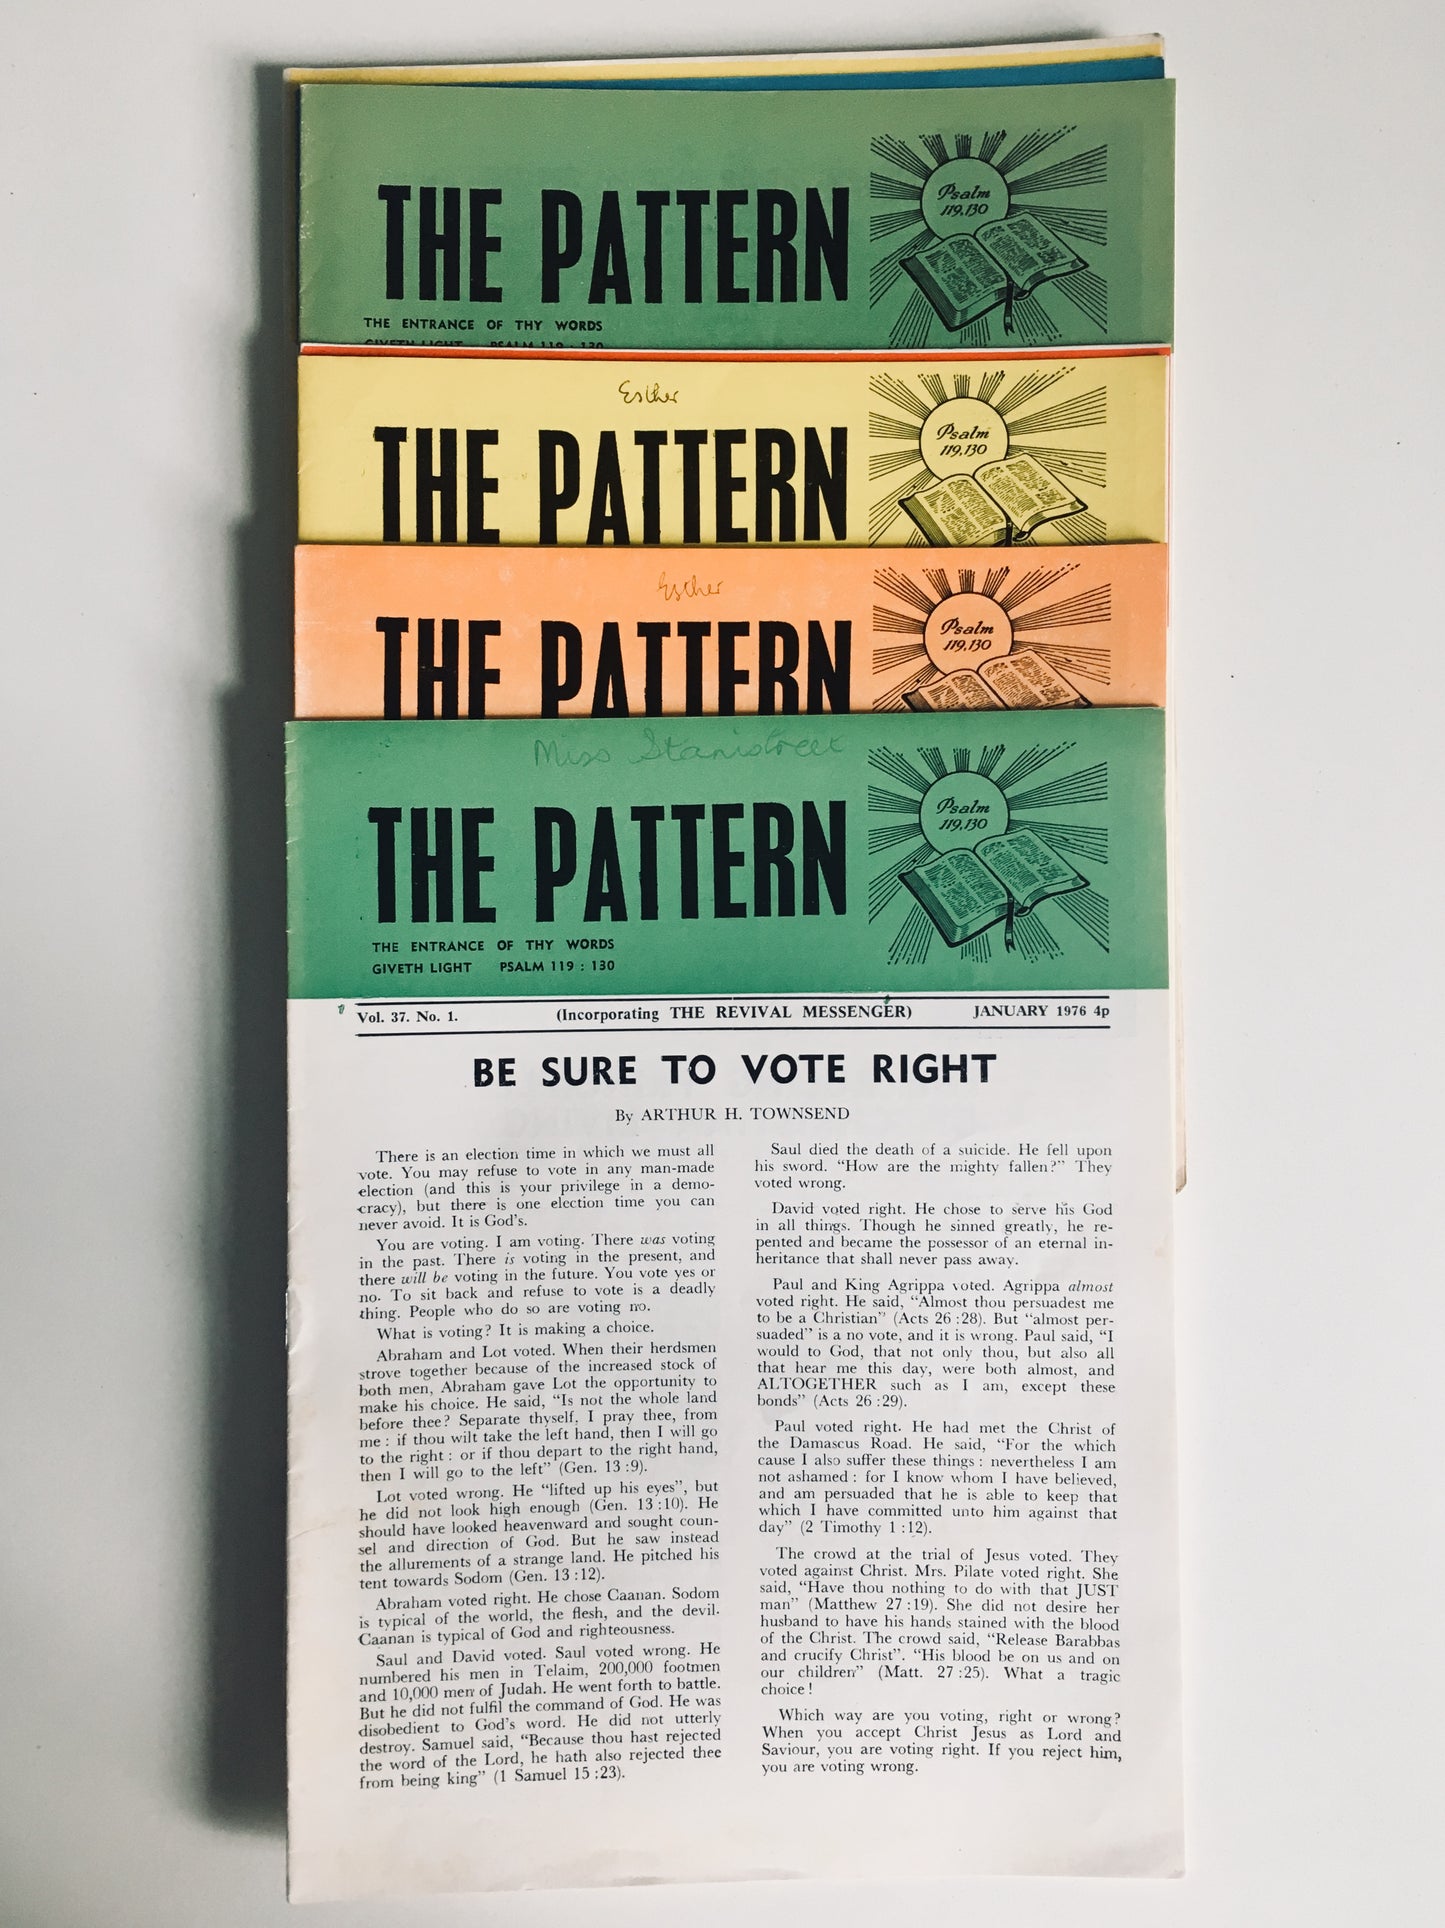 THE PATTERN
Psalm
119,130
THE ENTRANCE OF THY WORDS
GIVETH LIGHT PSALM 119 : 130
Esther
THE PATTERN
Psalm
119,130
Esther
THE PATTERN
Psalm
119,130
Miss Stanistreet
THE PATTERN
Psalm
119,130
THE ENTRANCE OF THY WORDS
GIVETH LIGHT PSALM 119 : 130
Vol. 37. No. 1. (Incorporating THE REVIVAL MESSENGER) JANUARY 1976 4p
BE SURE TO VOTE RIGHT
By ARTHUR H. TOWNSEND
There is an election time in which we must all
vote. You may refuse to vote in any man-made
election (and this is your privilege in a demo-
cracy), but there is one election time you can
never avoid. It is God's.
You are voting. I am voting. There was voting
in the past. There is voting in the present, and
there will be voting in the future. You vote yes or
no. To sit back and refuse to vote is a deadly
thing. People who do so are voting no.
What is voting? It is making a choice.
Abraham and Lot voted. When their herdsmen
strove together because of the increased stock of
both men, Abraham gave Lot the opportunity to
make his choice. He said, "Is not the whole land
before thee? Separate thyself, I pray thee, from
me : if thou wilt take the left hand, then I will go
to the right : or if thou depart to the right hand,
then I will go to the left" (Gen. 13 :9).
Lot voted wrong. He "lifted up his eyes", but
he did not look high enough (Gen. 13 :10). He
should have looked heavenward and sought coun-
sel and direction of God. But he saw instead
the allurements of a strange land. He pitched his
tent towards Sodom (Gen. 13 :12).
Abraham voted right. He chose Caanan. Sodom
is typical of the world, the flesh, and the devil.
Caanan is typical of God and righteousness.
Saul and David voted. Saul voted wrong. He
numbered his men in Telaim, 200,000 footmen
and 10,000 men of Judah. He went forth to battle.
But he did not fulfil the command of God. He was
disobedient to God's word. He did not utterly
destroy. Samuel said, "Because thou hast rejected
the word of the Lord, he hath also rejected thee
from being king" (1 Samuel 15 :23).
Saul died the death of a suicide. He fell upon
his sword. "How are the mighty fallen?" They
voted wrong.
David voted right. He chose to serve his God
in all things. Though he sinned greatly, he re-
pented and became the possessor of an eternal in-
heritance that shall never pass away.
Paul and King Agrippa voted. Agrippa almost
voted right. He said, "Almost thou persuadest me
to be a Christian" (Acts 26 :28). But "almost per-
suaded" is a no vote, and it is wrong. Paul said, "I
would to God, that not only thou, but also all
that hear me this day, were both almost, and
ALTOGETHER such as I am, except these
bonds" (Acts 26 :29).
Paul voted right. He had met the Christ of
the Damascus Road. He said, "For the which
cause I also suffer these things : nevertheless I am
not ashamed : for I know whom I have believed,
and am persuaded that he is able to keep that
which I have committed unto him against that
day" (2 Timothy 1 :12).
The crowd at the trial of Jesus voted. They
voted against Christ. Mrs. Pilate voted right. She
said, "Have thou nothing to do with that JUST
man" (Matthew 27 :19). She did not desire her
husband to have his hands stained with the blood
of the Christ. The crowd said, "Release Barabbas
and crucify Christ". "His blood be on us and on
our children" (Matt. 27 :25). What a tragic
choice !
Which way are you voting, right or wrong?
When you accept Christ Jesus as Lord and
Saviour, you are voting right. If you reject him,
you are voting wrong.